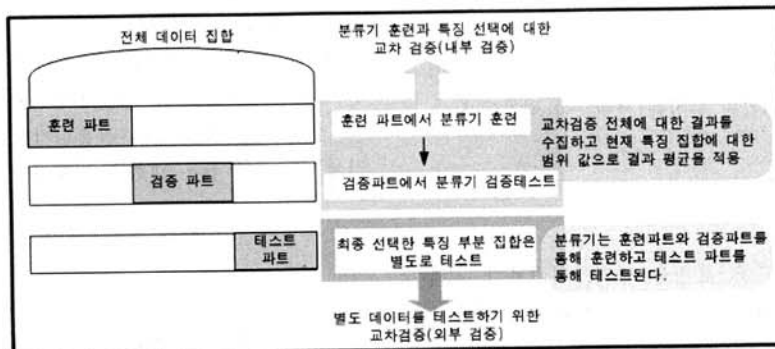 전체 데이터 집합
분류기 훈련과 특징 선택에 대한
교차 검증(내부 검증)
훈련 파트
훈련 파트에서 분류기 훈련
교차검증 전체에 대한 결과를
수집하고 현재 특징 집합에 대한
범위 값으로 결과 평균을 적용
검증 파트
검증파트에서 분류기 검증테스트
테스트
파트
최종 선택한 특징 부분 집합은
별도로 테스트
분류기는 훈련파트와 검증파트를
통해 훈련하고 테스트 파트를
통해 테스트된다.
별도 데이터를 테스트하기 위한
교차검증(외부 검증)